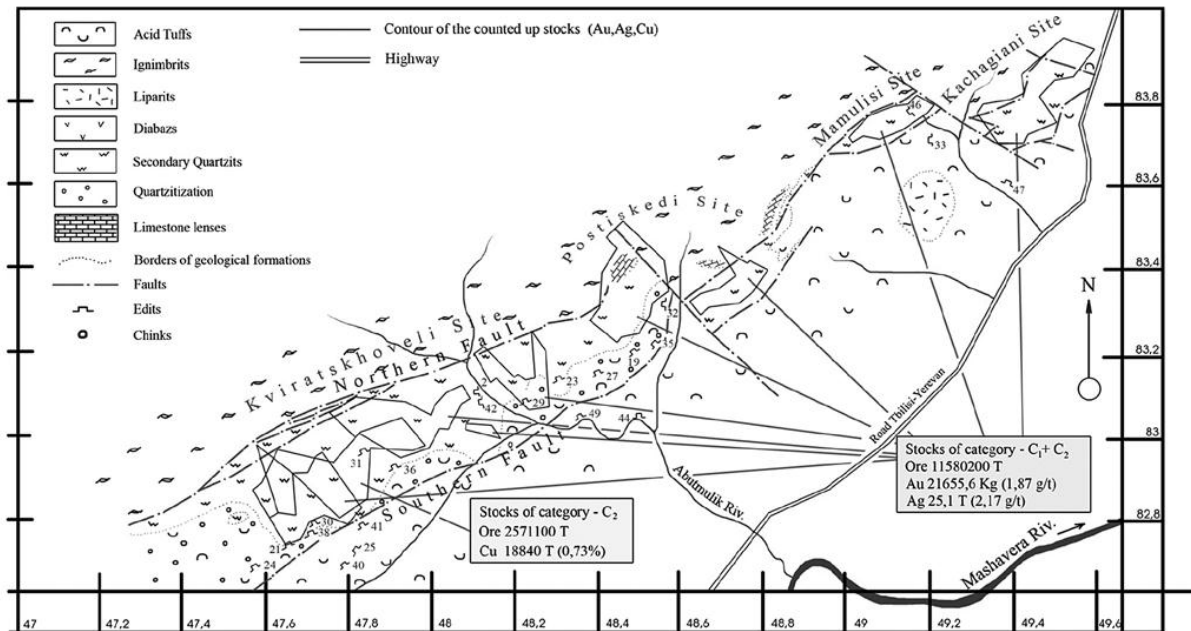 Acid Tuffs
Ignimbrits
Liparits
Diabazs
Secondary Quartzits
Quartzitization
Limestone lenses
Borders of geological formations
Faults
Edits
Chinks
Contour of the counted up stocks (Au,Ag,Cu)
Highway
Kachagiani Site
Mamulisi Site
Postiskedi Site
Kviratskhoveli Site
Northern Fault
Southern Fault
46
33
47
32
35
19
27
23
2
29
42
49
44
31
36
30
38
41
21
25
24
40
N
Road Tbilisi-Yerevan
Abutmulik Riv.
Mashavera Riv.
Stocks of category - C₁+ C₂
Ore 11580200 T
Au 21655,6 Kg (1,87 g/t)
Ag 25,1 T (2,17 g/t)
Stocks of category - C₂
Ore 2571100 T
Cu 18840 T (0,73%)
83,8
83,6
83,4
83,2
83
82,8
47
47,2
47,6
47,8
48
48,2
48,6
48,8
49
49,2
49,4
49,6